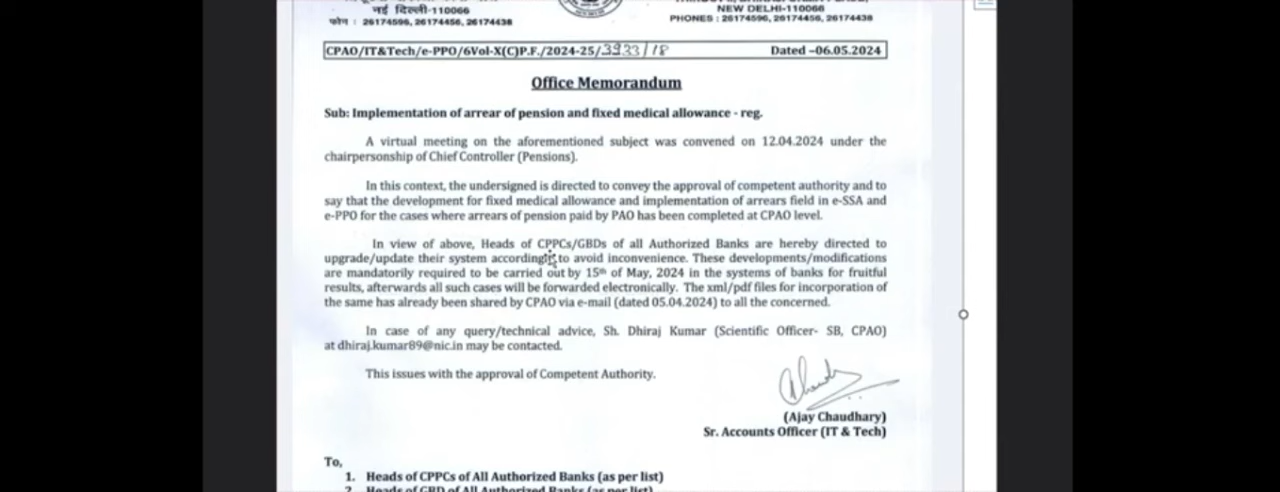 नई दिल्ली-110066
फोन : 26174596, 26174456, 26174438
NEW DELHI-110066
PHONES : 26174596, 26174456, 26174438
CPAO/IT&Tech/e-PPO/6Vol-X(C)P.F./2024-25/3933/18 Dated –06.05.2024
Office Memorandum
Sub: Implementation of arrear of pension and fixed medical allowance - reg.
A virtual meeting on the aforementioned subject was convened on 12.04.2024 under the
chairpersonship of Chief Controller (Pensions).
In this context, the undersigned is directed to convey the approval of competent authority and to
say that the development for fixed medical allowance and implementation of arrears field in e-SSA and
e-PPO for the cases where arrears of pension paid by PAO has been completed at CPAO level.
In view of above, Heads of CPPCs/GBDs of all Authorized Banks are hereby directed to
upgrade/update their system accordingly to avoid inconvenience. These developments/modifications
are mandatorily required to be carried out by 15th of May, 2024 in the systems of banks for fruitful
results, afterwards all such cases will be forwarded electronically. The xml/pdf files for incorporation of
the same has already been shared by CPAO via e-mail (dated 05.04.2024) to all the concerned.
In case of any query/technical advice, Sh. Dhiraj Kumar (Scientific Officer- SB, CPAO)
at dhiraj.kumar89@nic.in may be contacted.
This issues with the approval of Competent Authority.
(Ajay Chaudhary)
Sr. Accounts Officer (IT & Tech)
To,
1. Heads of CPPCs of All Authorized Banks (as per list)
2. Heads of GBD of All Authorized Banks (as per list)